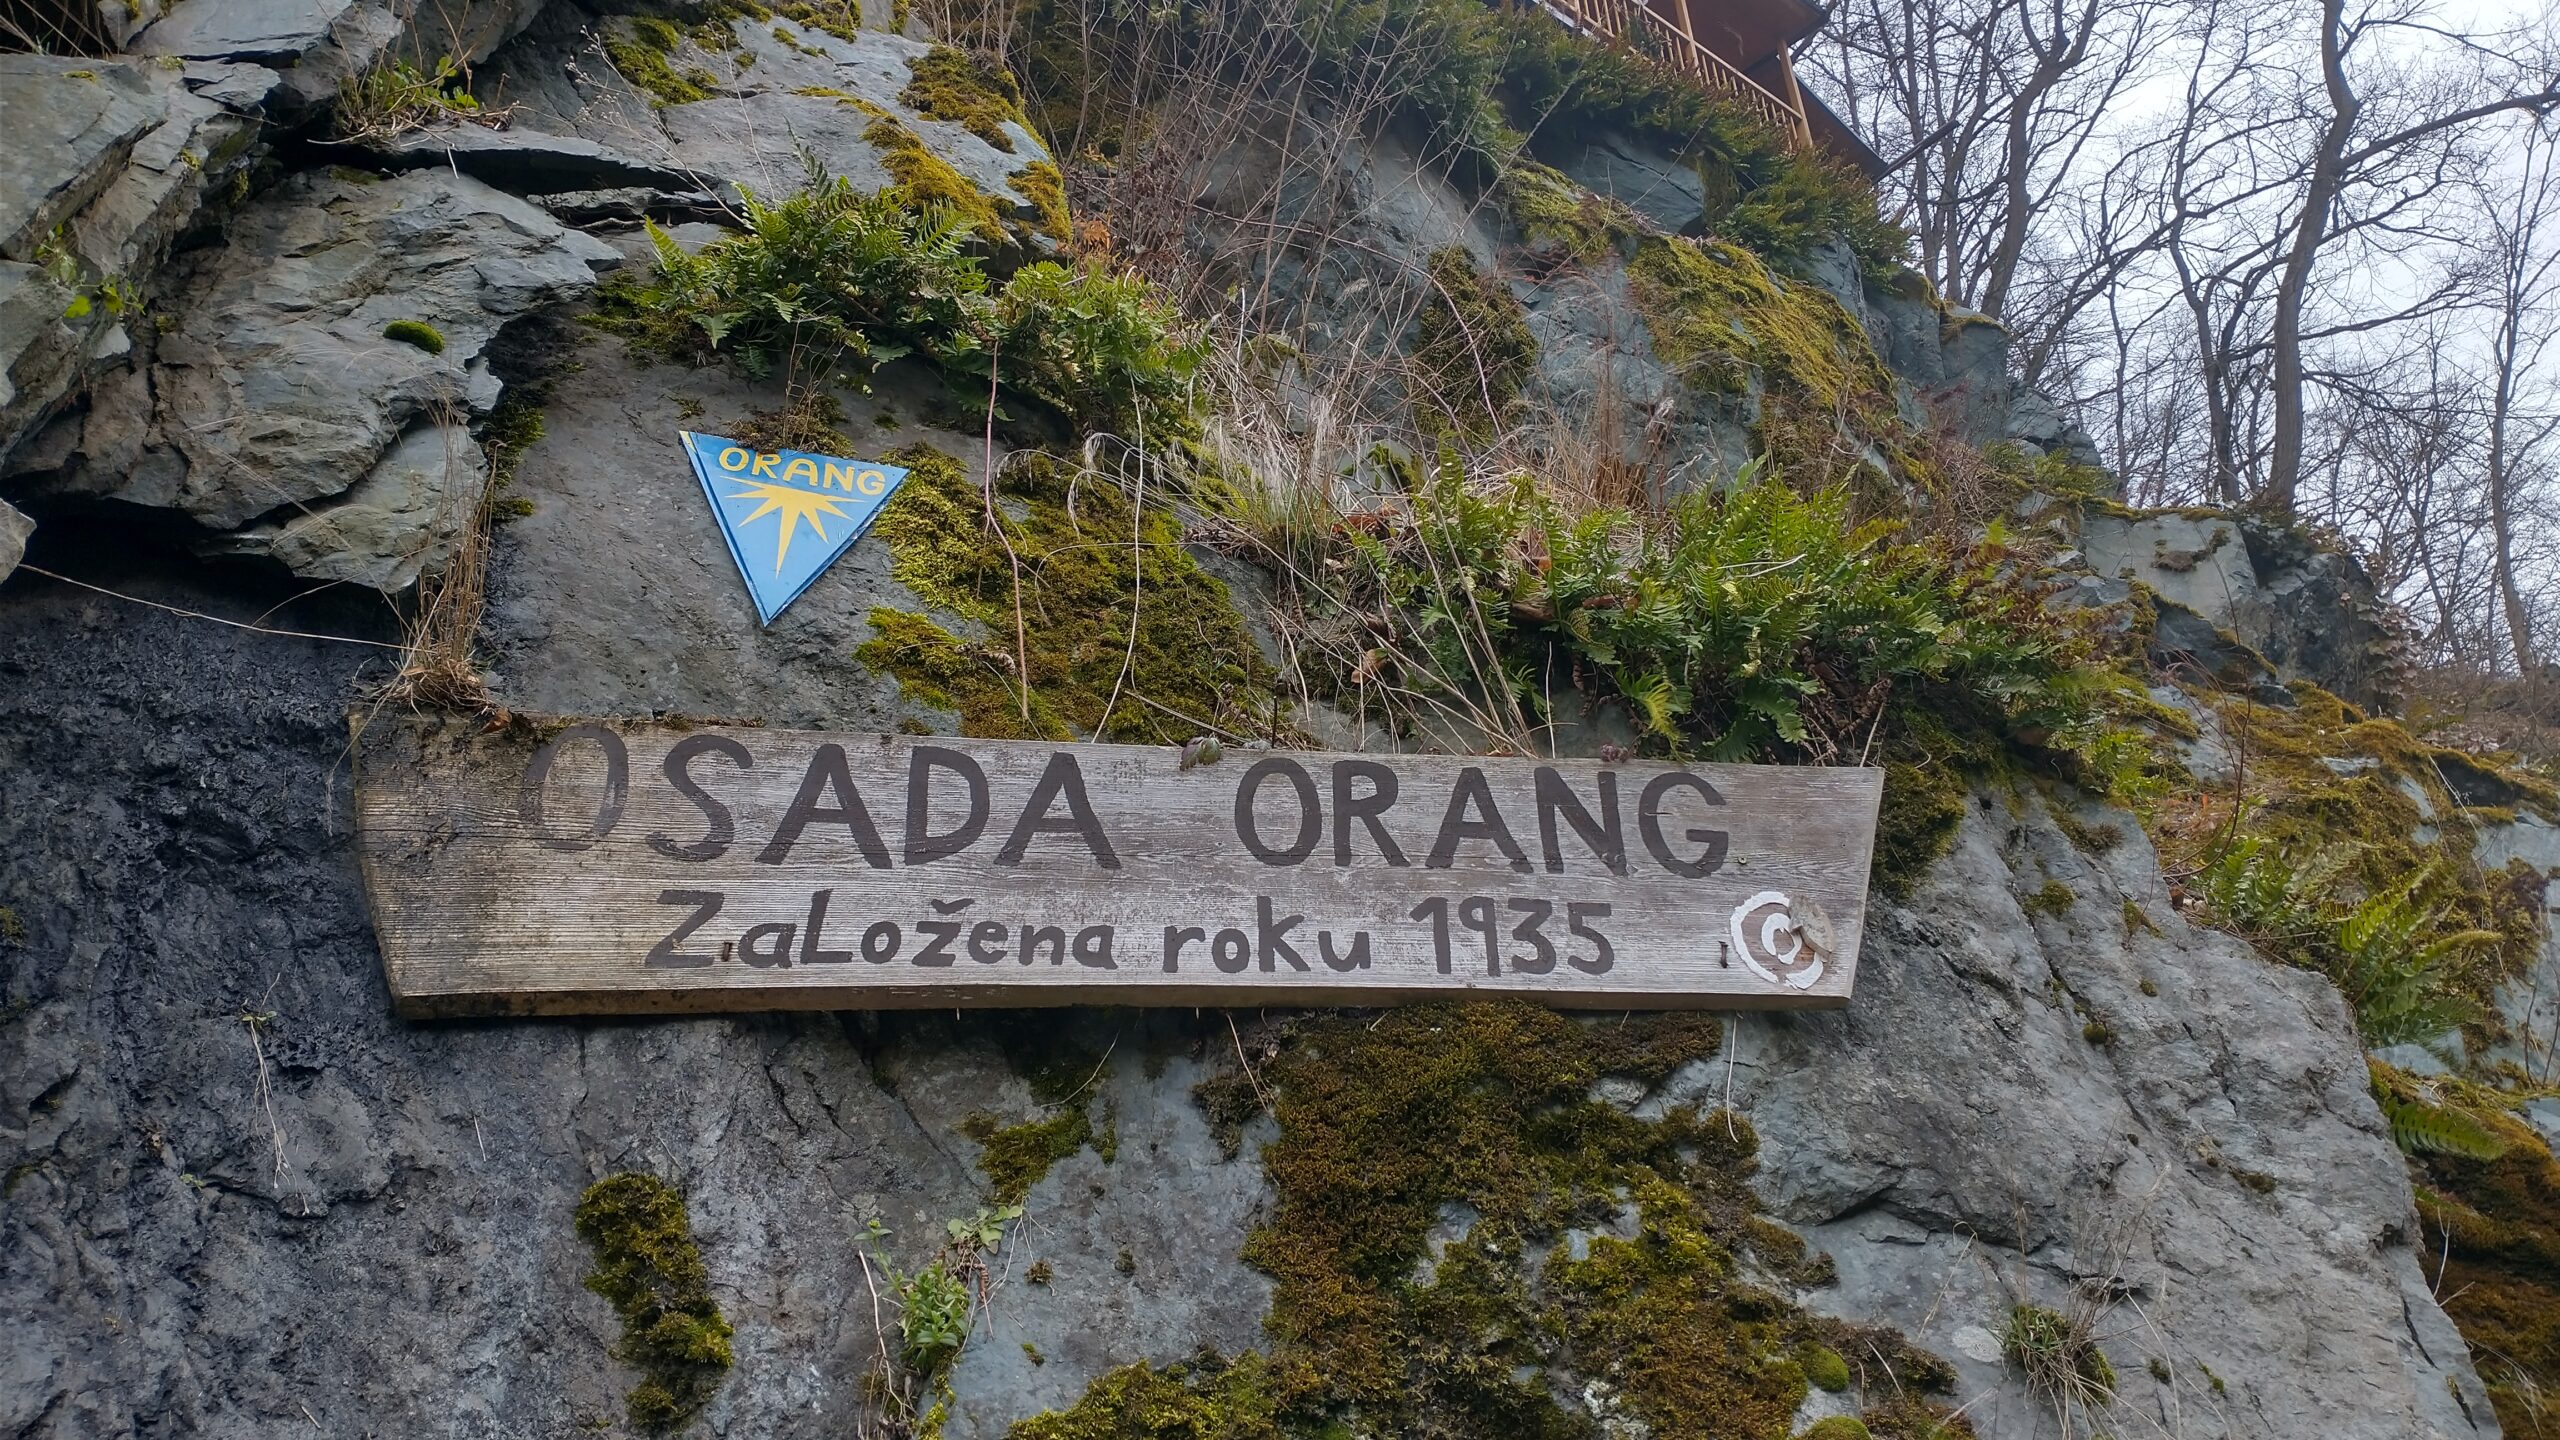 ORANG
OSADA ORANG
Založena roku 1935